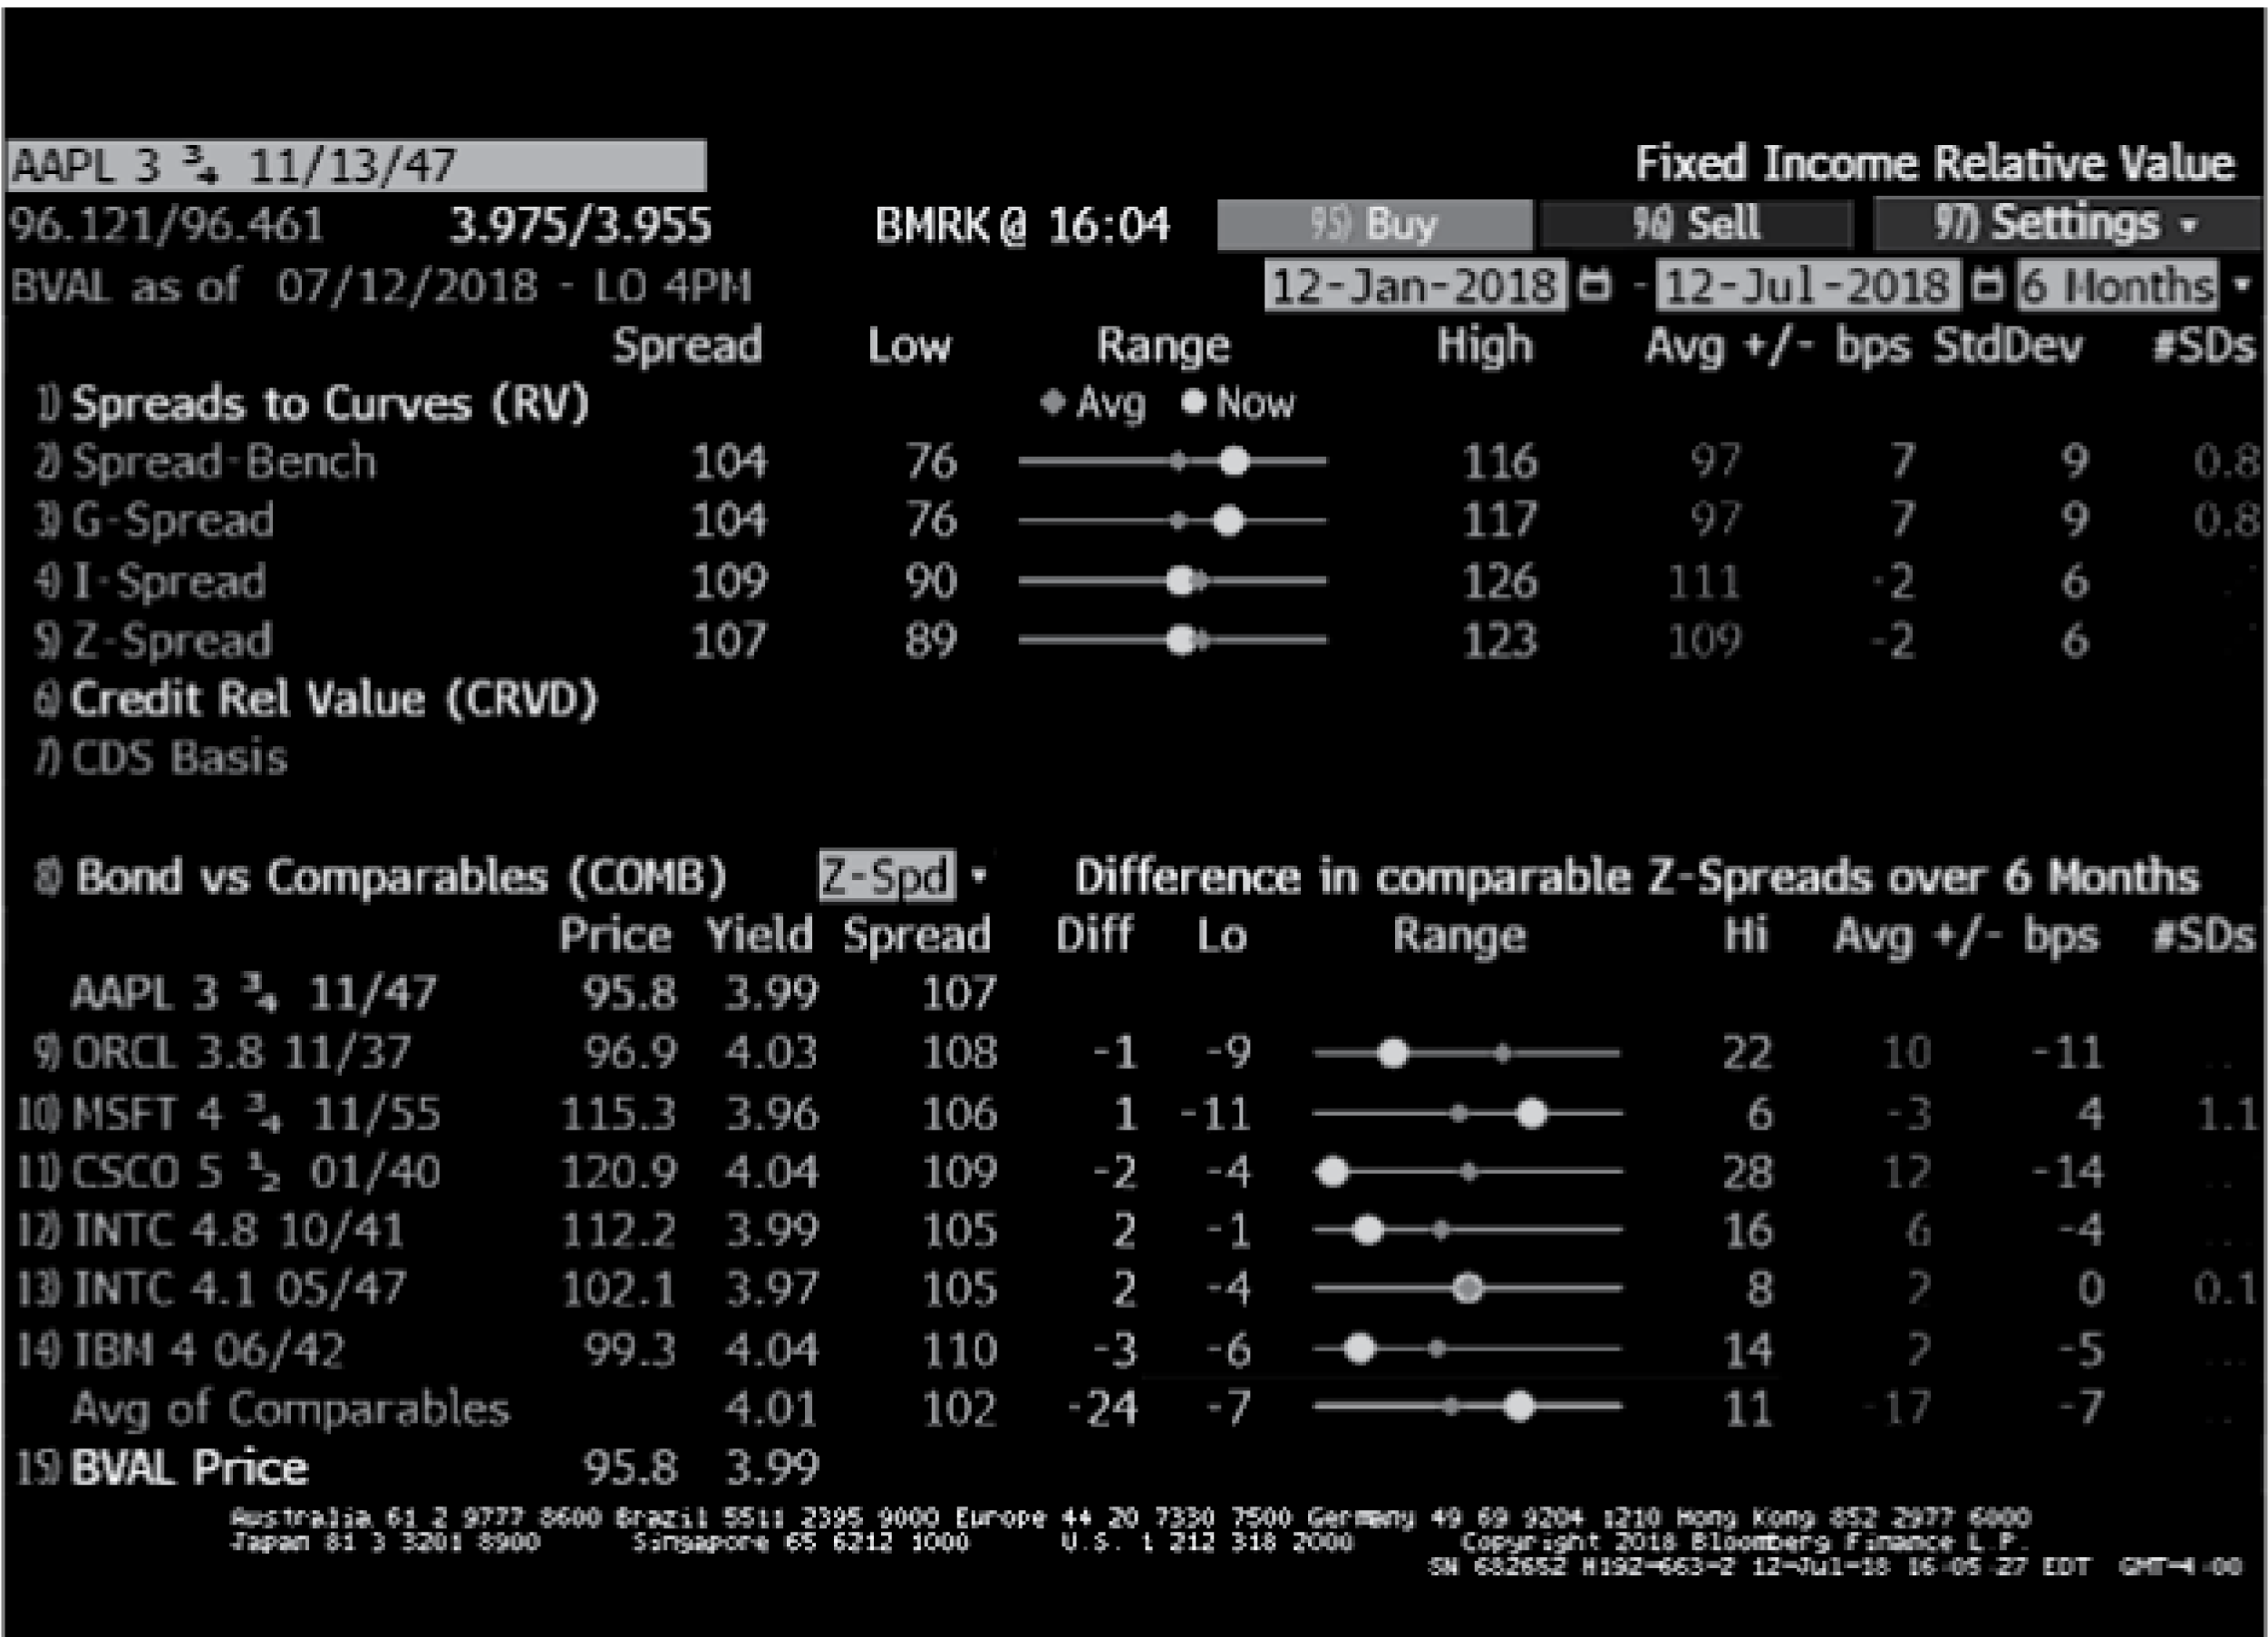 AAPL 3 ¾ 11/13/47 Fixed Income Relative Value
96.121/96.461 3.975/3.955 BMRK @ 16:04 95) Buy 96) Sell 97) Settings
BVAL as of 07/12/2018 - LO 4PM 12-Jan-2018 - 12-Jul-2018 6 Months
Spread Low Range High Avg +/- bps StdDev #SDs
1) Spreads to Curves (RV) Avg Now
2) Spread-Bench 104 76 116 97 7 9 0.8
3) G-Spread 104 76 117 97 7 9 0.8
4) I-Spread 109 90 126 111 -2 6
5) Z-Spread 107 89 123 109 -2 6
6) Credit Rel Value (CRVD)
7) CDS Basis
8) Bond vs Comparables (COMB) Z-Spd Difference in comparable Z-Spreads over 6 Months
Price Yield Spread Diff Lo Range Hi Avg +/- bps #SDs
AAPL 3 ¾ 11/47 95.8 3.99 107
9) ORCL 3.8 11/37 96.9 4.03 108 -1 -9 22 10 -11
10) MSFT 4 ¾ 11/55 115.3 3.96 106 1 -11 6 -3 4 1.1
11) CSCO 5 ½ 01/40 120.9 4.04 109 -2 -4 28 12 -14
12) INTC 4.8 10/41 112.2 3.99 105 2 -1 16 6 -4
13) INTC 4.1 05/47 102.1 3.97 105 2 -4 8 2 0 0.1
14) IBM 4 06/42 99.3 4.04 110 -3 -6 14 2 -5
Avg of Comparables 4.01 102 -24 -7 11 -17 -7
15) BVAL Price 95.8 3.99
Australia 61 2 9777 8600 Brazil 5511 2395 9000 Europe 44 20 7330 7500 Germany 49 69 9204 1210 Hong Kong 852 2977 6000
Japan 81 3 3201 8900 Singapore 65 6212 1000 U.S. 1 212 318 2000 Copyright 2018 Bloomberg Finance L.P.
SN 682652 H192-663-2 12-Jul-18 16:05:27 EDT GMT-4:00